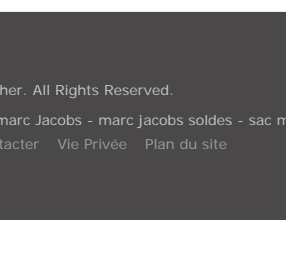 her. All Rights Reserved.
marc Jacobs - marc jacobs soldes - sac m
tacter Vie Privée Plan du site